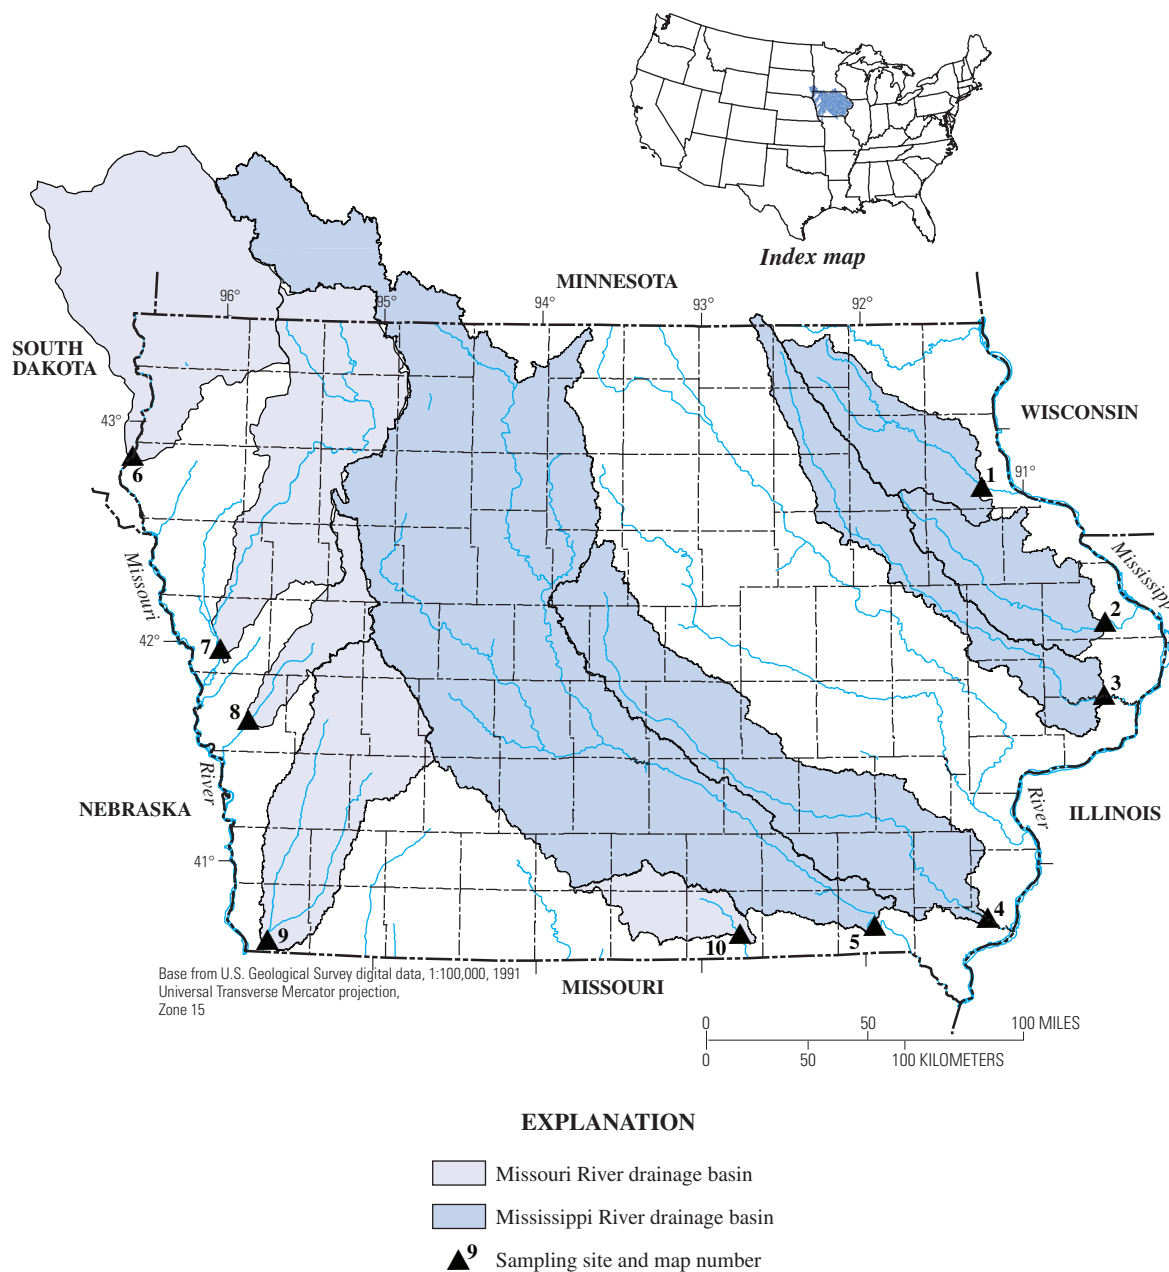 Index map
MINNESOTA
96°
95°
94°
93°
92°
SOUTH
DAKOTA
WISCONSIN
43°
6
1
91°
Missouri
Mississippi
2
42°
7
3
8
River
River
NEBRASKA
ILLINOIS
41°
9
10
5
4
Base from U.S. Geological Survey digital data, 1:100,000, 1991
Universal Transverse Mercator projection,
Zone 15
MISSOURI
0 50 100 MILES
0 50 100 KILOMETERS
EXPLANATION
Missouri River drainage basin
Mississippi River drainage basin
9 Sampling site and map number